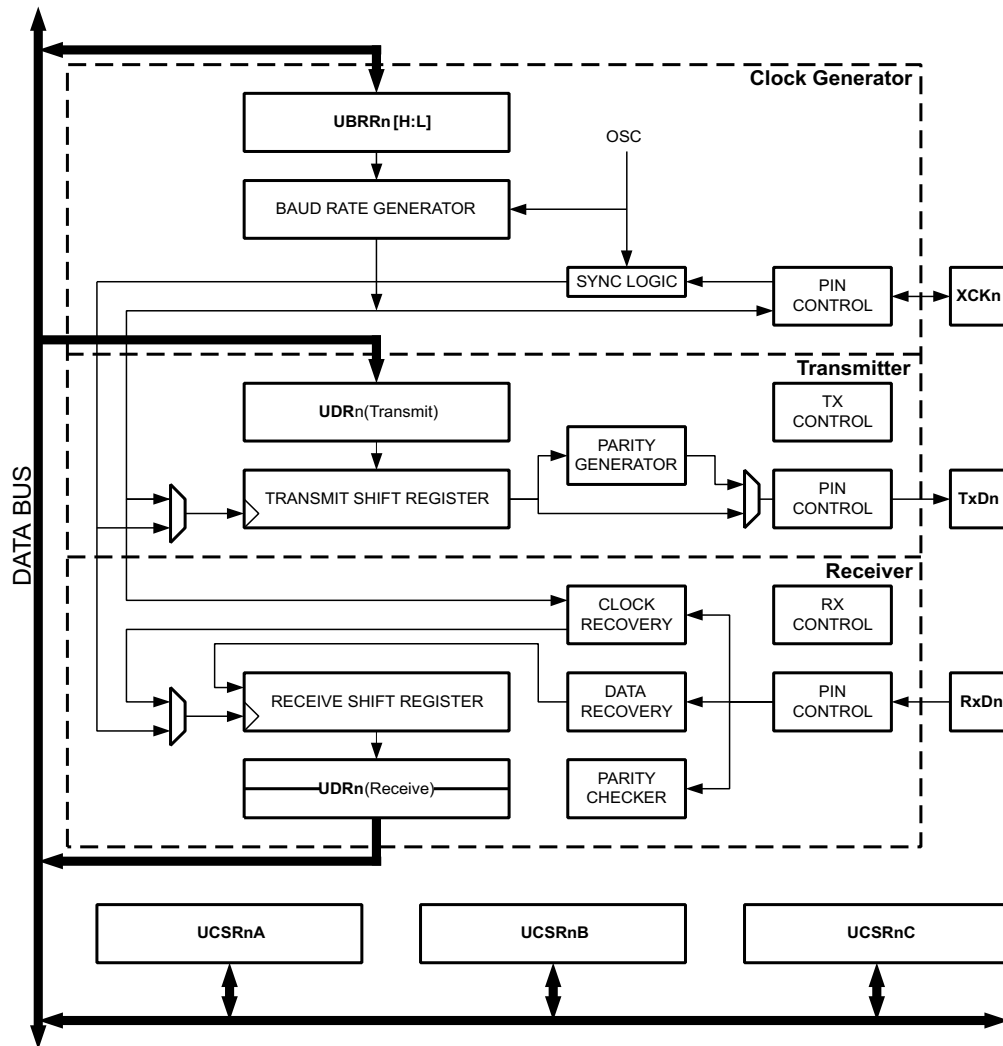 Clock Generator
UBRRn [H:L]
OSC
BAUD RATE GENERATOR
SYNC LOGIC
PIN
CONTROL
XCKn
Transmitter
UDRn(Transmit)
TX
CONTROL
PARITY
GENERATOR
TRANSMIT SHIFT REGISTER
PIN
CONTROL
TxDn
DATA BUS
Receiver
CLOCK
RECOVERY
RX
CONTROL
RECEIVE SHIFT REGISTER
DATA
RECOVERY
PIN
CONTROL
RxDn
UDRn(Receive)
PARITY
CHECKER
UCSRnA
UCSRnB
UCSRnC